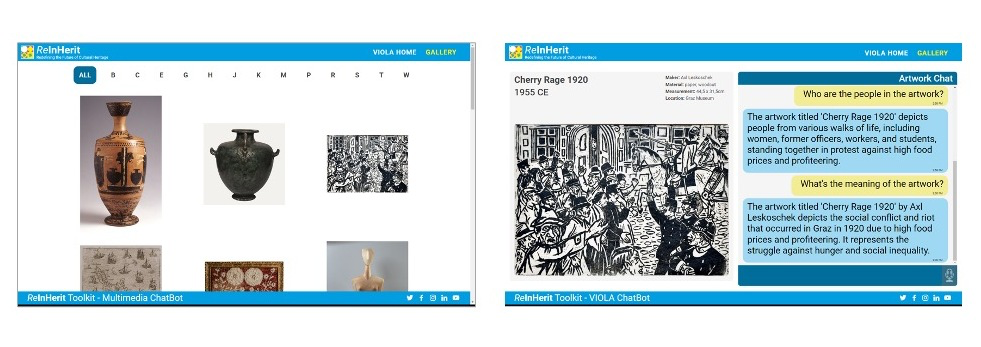 ReInHerit
Redefining the Future of Cultural Heritage
VIOLA HOME GALLERY
ALL B C E G H J K M P R S T W
ReInHerit Toolkit - Multimedia ChatBot
ReInHerit
Redefining the Future of Cultural Heritage
VIOLA HOME GALLERY
Cherry Rage 1920
1955 CE
Maker: Axl Leskoschek
Material: paper, woodcut
Measurement: 44,5 x 31,5cm
Location: Graz Museum
Artwork Chat
Who are the people in the artwork?
The artwork titled 'Cherry Rage 1920' depicts
people from various walks of life, including
women, former officers, workers, and students,
standing together in protest against high food
prices and profiteering.
What's the meaning of the artwork?
The artwork titled 'Cherry Rage 1920' by Axl
Leskoschek depicts the social conflict and riot
that occurred in Graz in 1920 due to high food
prices and profiteering. It represents the
struggle against hunger and social inequality.
ReInHerit Toolkit - VIOLA ChatBot